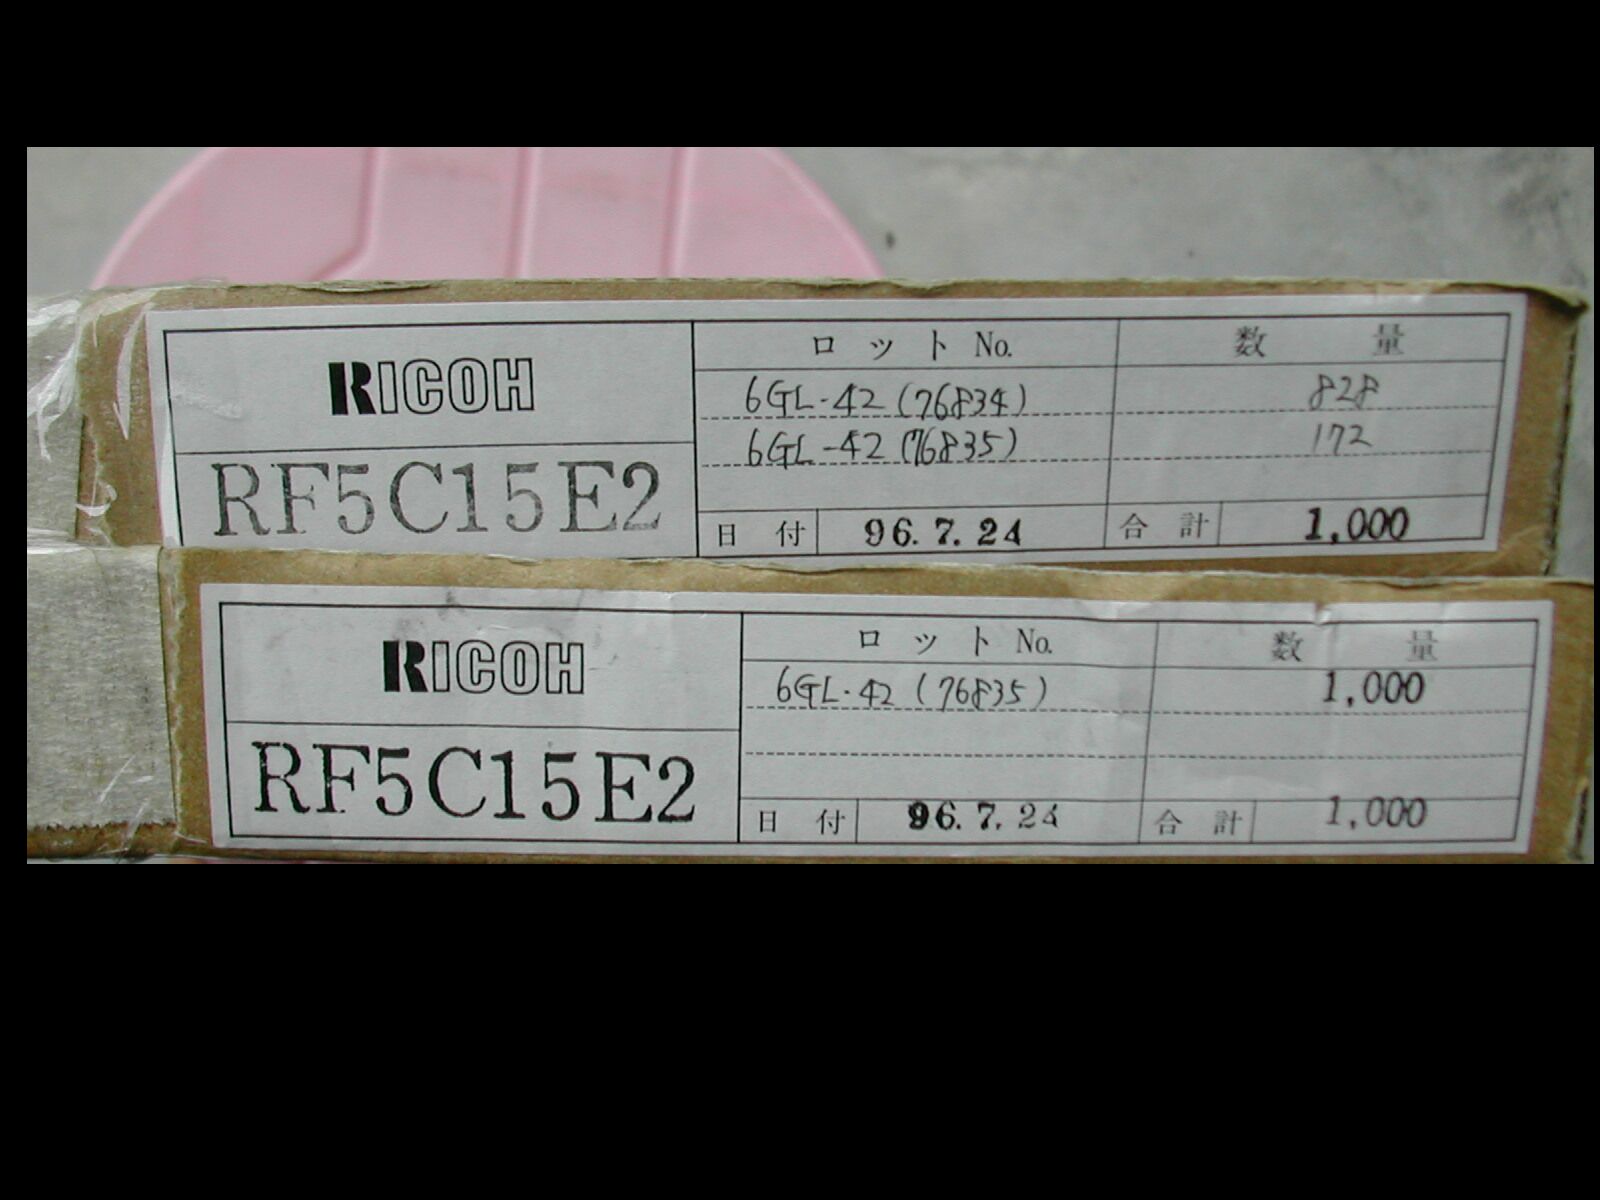 RICOH
RF5C15E2
ロット No. 数量
6GL-42 (76834) 828
6GL-42 (76835) 172
日付 96.7.24 合計 1,000
RICOH
RF5C15E2
ロット No. 数量
6GL-42 (76835) 1,000
日付 96.7.24 合計 1,000